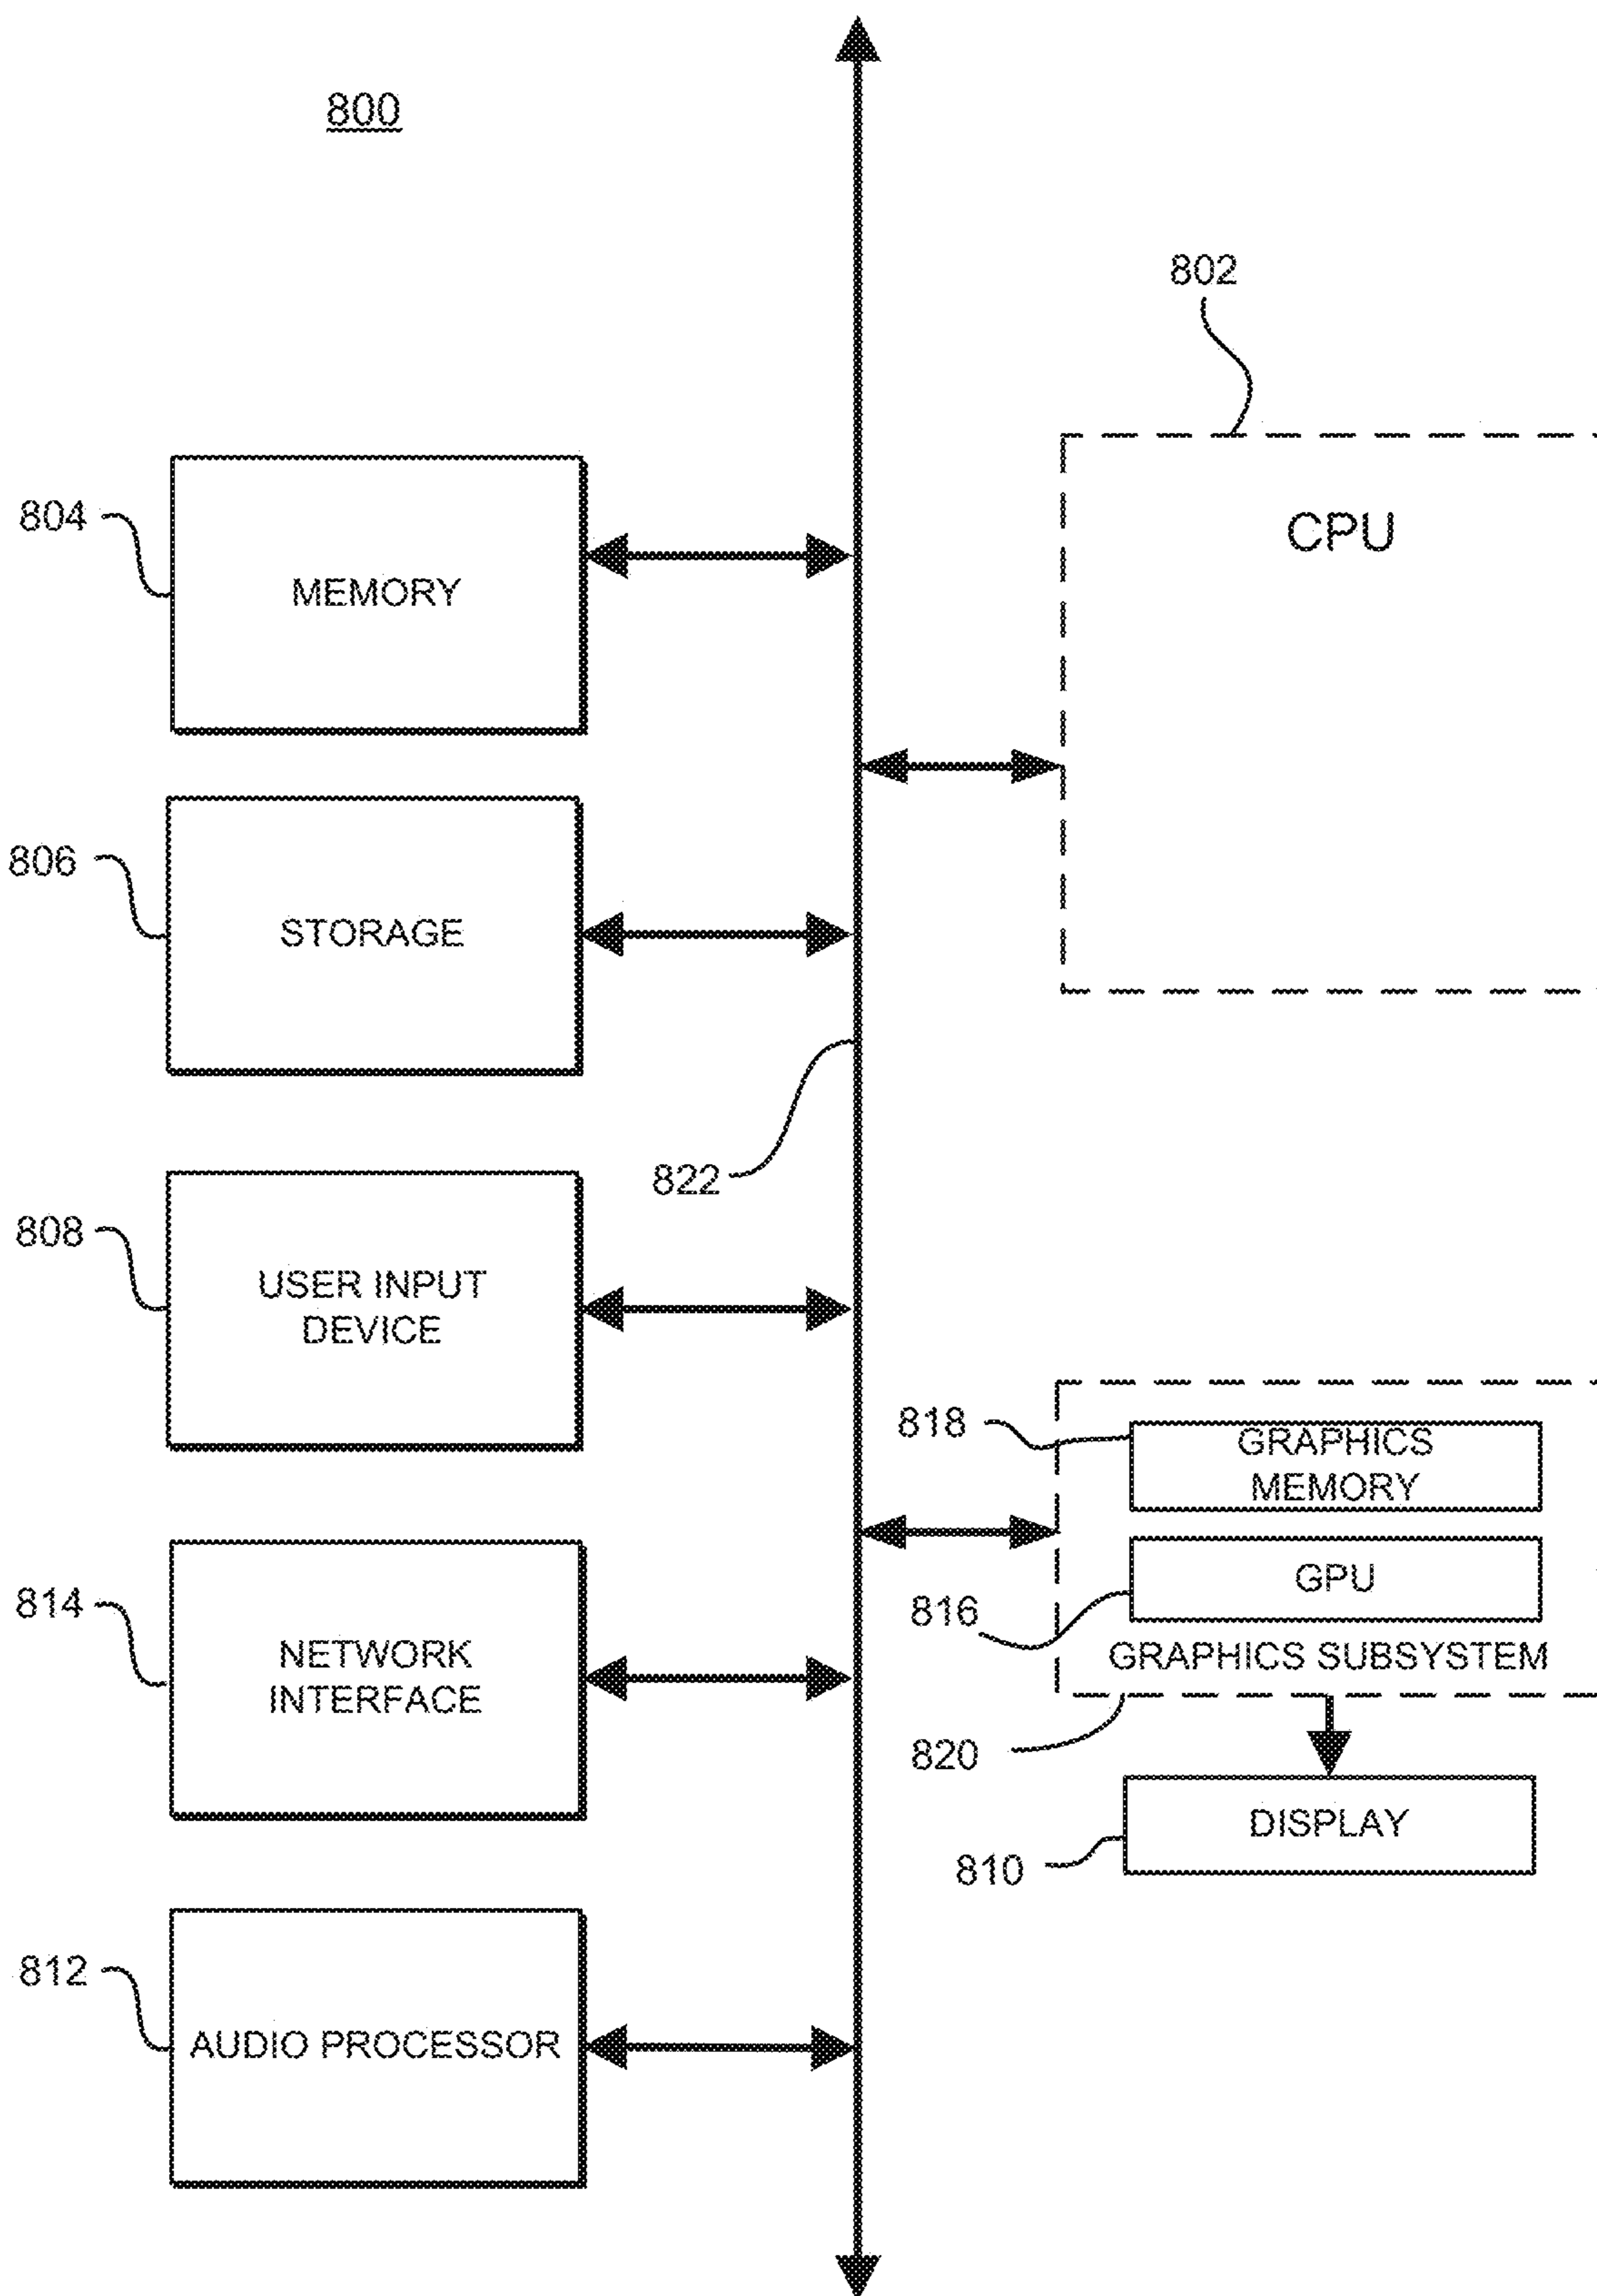 800
802
CPU
804
MEMORY
806
STORAGE
822
808
USER INPUT
DEVICE
818
GRAPHICS
MEMORY
816
GPU
GRAPHICS SUBSYSTEM
820
814
NETWORK
INTERFACE
810
DISPLAY
812
AUDIO PROCESSOR